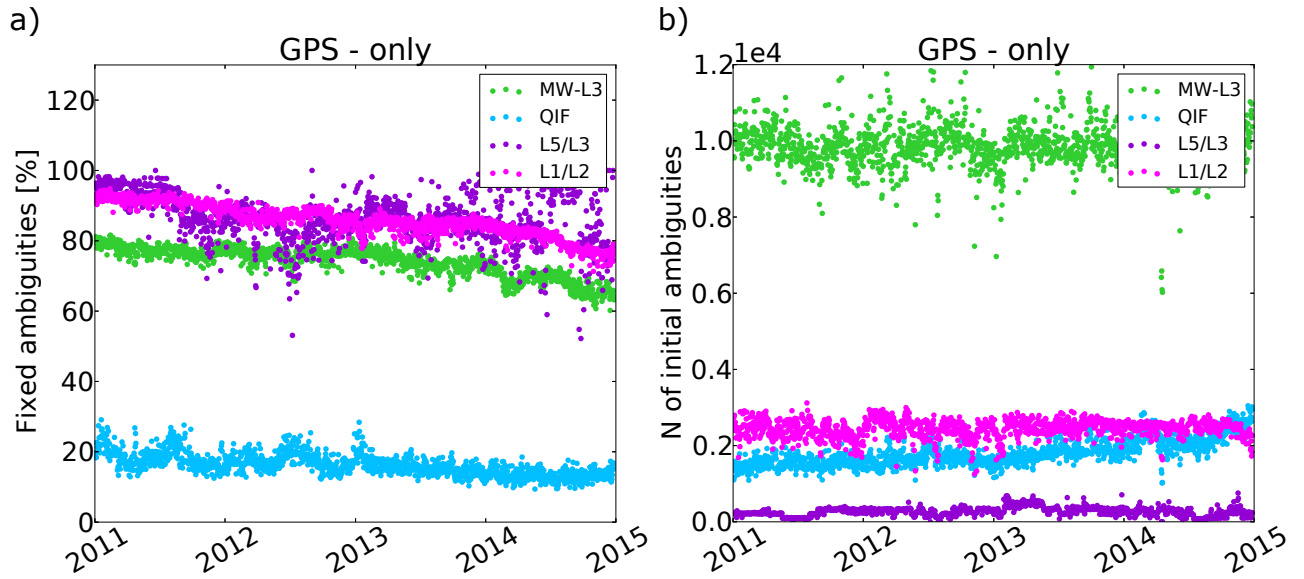 a)
GPS - only
Fixed ambiguities [%]
120
100
80
60
40
20
0
2011
2012
2013
2014
2015
MW-L3
QIF
L5/L3
L1/L2
b)
GPS - only
1e4
N of initial ambiguities
1.2
1.0
0.8
0.6
0.4
0.2
0.0
2011
2012
2013
2014
2015
MW-L3
QIF
L5/L3
L1/L2